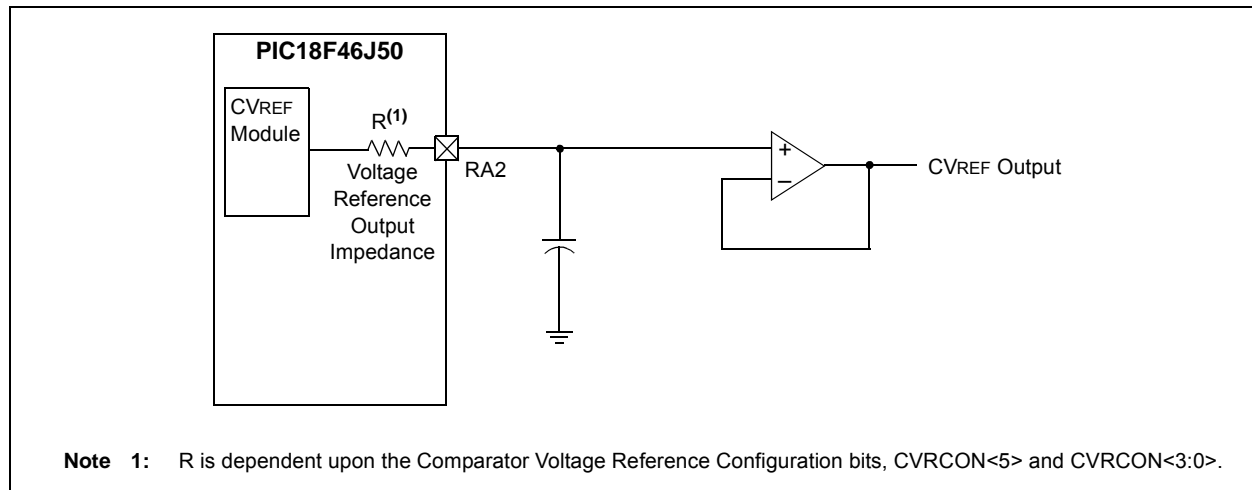 PIC18F46J50
CVREF
Module
R(1)
Voltage
Reference
Output
Impedance
RA2
+
–
CVREF Output
Note 1: R is dependent upon the Comparator Voltage Reference Configuration bits, CVRCON<5> and CVRCON<3:0>.